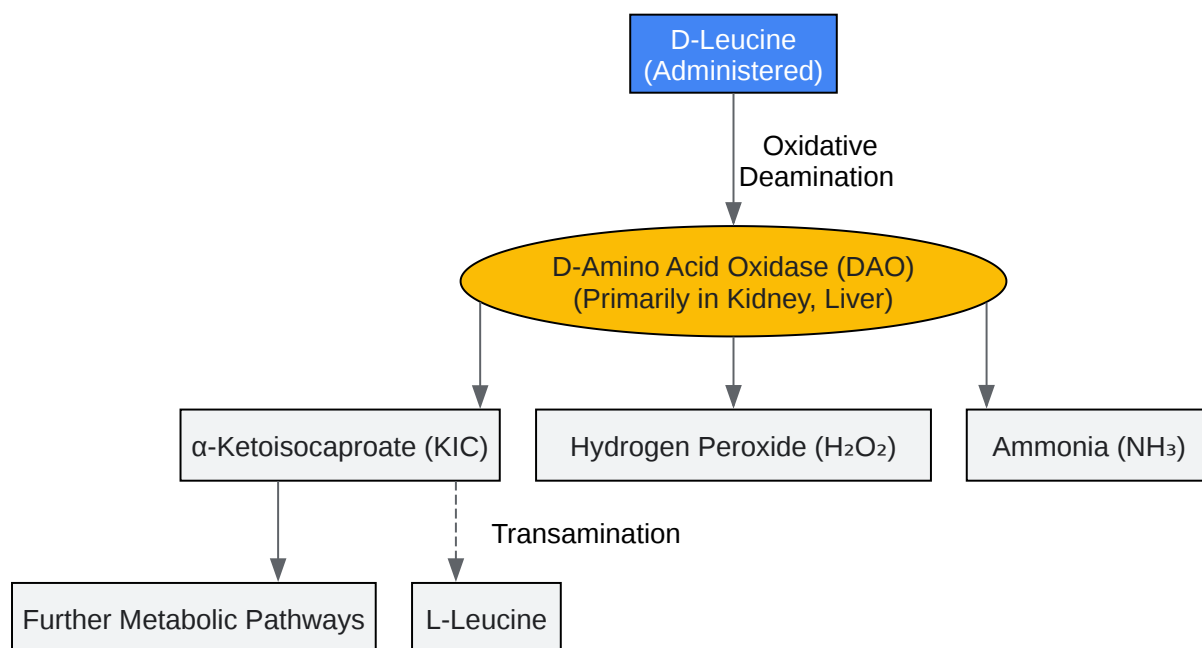 D-Leucine
(Administered)
Oxidative
Deamination
D-Amino Acid Oxidase (DAO)
(Primarily in Kidney, Liver)
α-Ketoisocaproate (KIC)
Hydrogen Peroxide (H₂O₂)
Ammonia (NH₃)
Transamination
Further Metabolic Pathways
L-Leucine